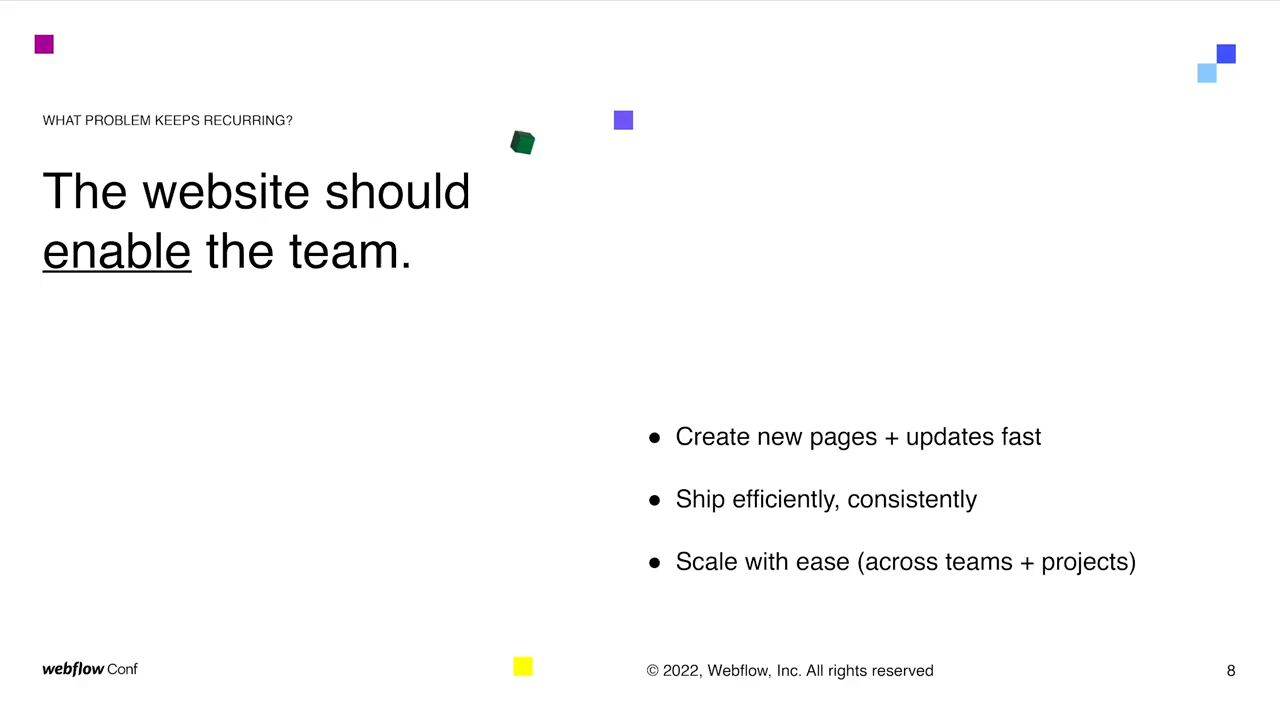 WHAT PROBLEM KEEPS RECURRING?
The website should
enable the team.
● Create new pages + updates fast
● Ship efficiently, consistently
● Scale with ease (across teams + projects)
webflow Conf
© 2022, Webflow, Inc. All rights reserved
8